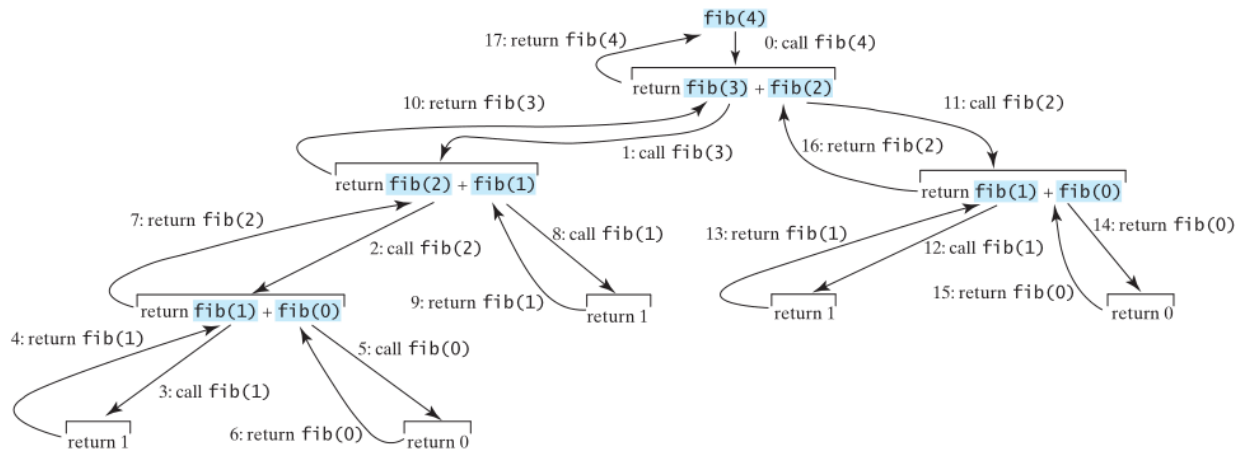 fib(4)
17: return fib(4)
0: call fib(4)
return fib(3) + fib(2)
10: return fib(3)
11: call fib(2)
1: call fib(3)
16: return fib(2)
return fib(2) + fib(1)
return fib(1) + fib(0)
7: return fib(2)
2: call fib(2)
8: call fib(1)
13: return fib(1)
12: call fib(1)
14: return fib(0)
9: return fib(1)
15: return fib(0)
return fib(1) + fib(0)
return 1
return 1
return 0
4: return fib(1)
5: call fib(0)
3: call fib(1)
6: return fib(0)
return 1
return 0